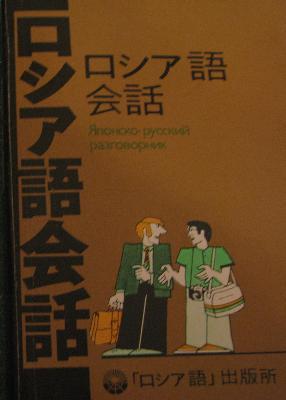 ロシア語会話
ロシア語
会話
Японско-русский
разговорник
「ロシア語」出版所